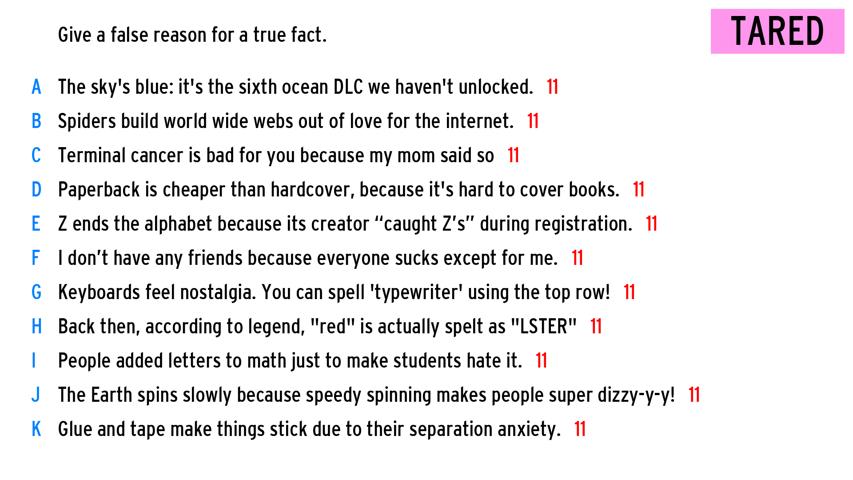 Give a false reason for a true fact.
TARED
A The sky's blue: it's the sixth ocean DLC we haven't unlocked. 11
B Spiders build world wide webs out of love for the internet. 11
C Terminal cancer is bad for you because my mom said so 11
D Paperback is cheaper than hardcover, because it's hard to cover books. 11
E Z ends the alphabet because its creator “caught Z’s” during registration. 11
F I don’t have any friends because everyone sucks except for me. 11
G Keyboards feel nostalgia. You can spell 'typewriter' using the top row! 11
H Back then, according to legend, "red" is actually spelt as "LSTER" 11
I People added letters to math just to make students hate it. 11
J The Earth spins slowly because speedy spinning makes people super dizzy-y-y! 11
K Glue and tape make things stick due to their separation anxiety. 11